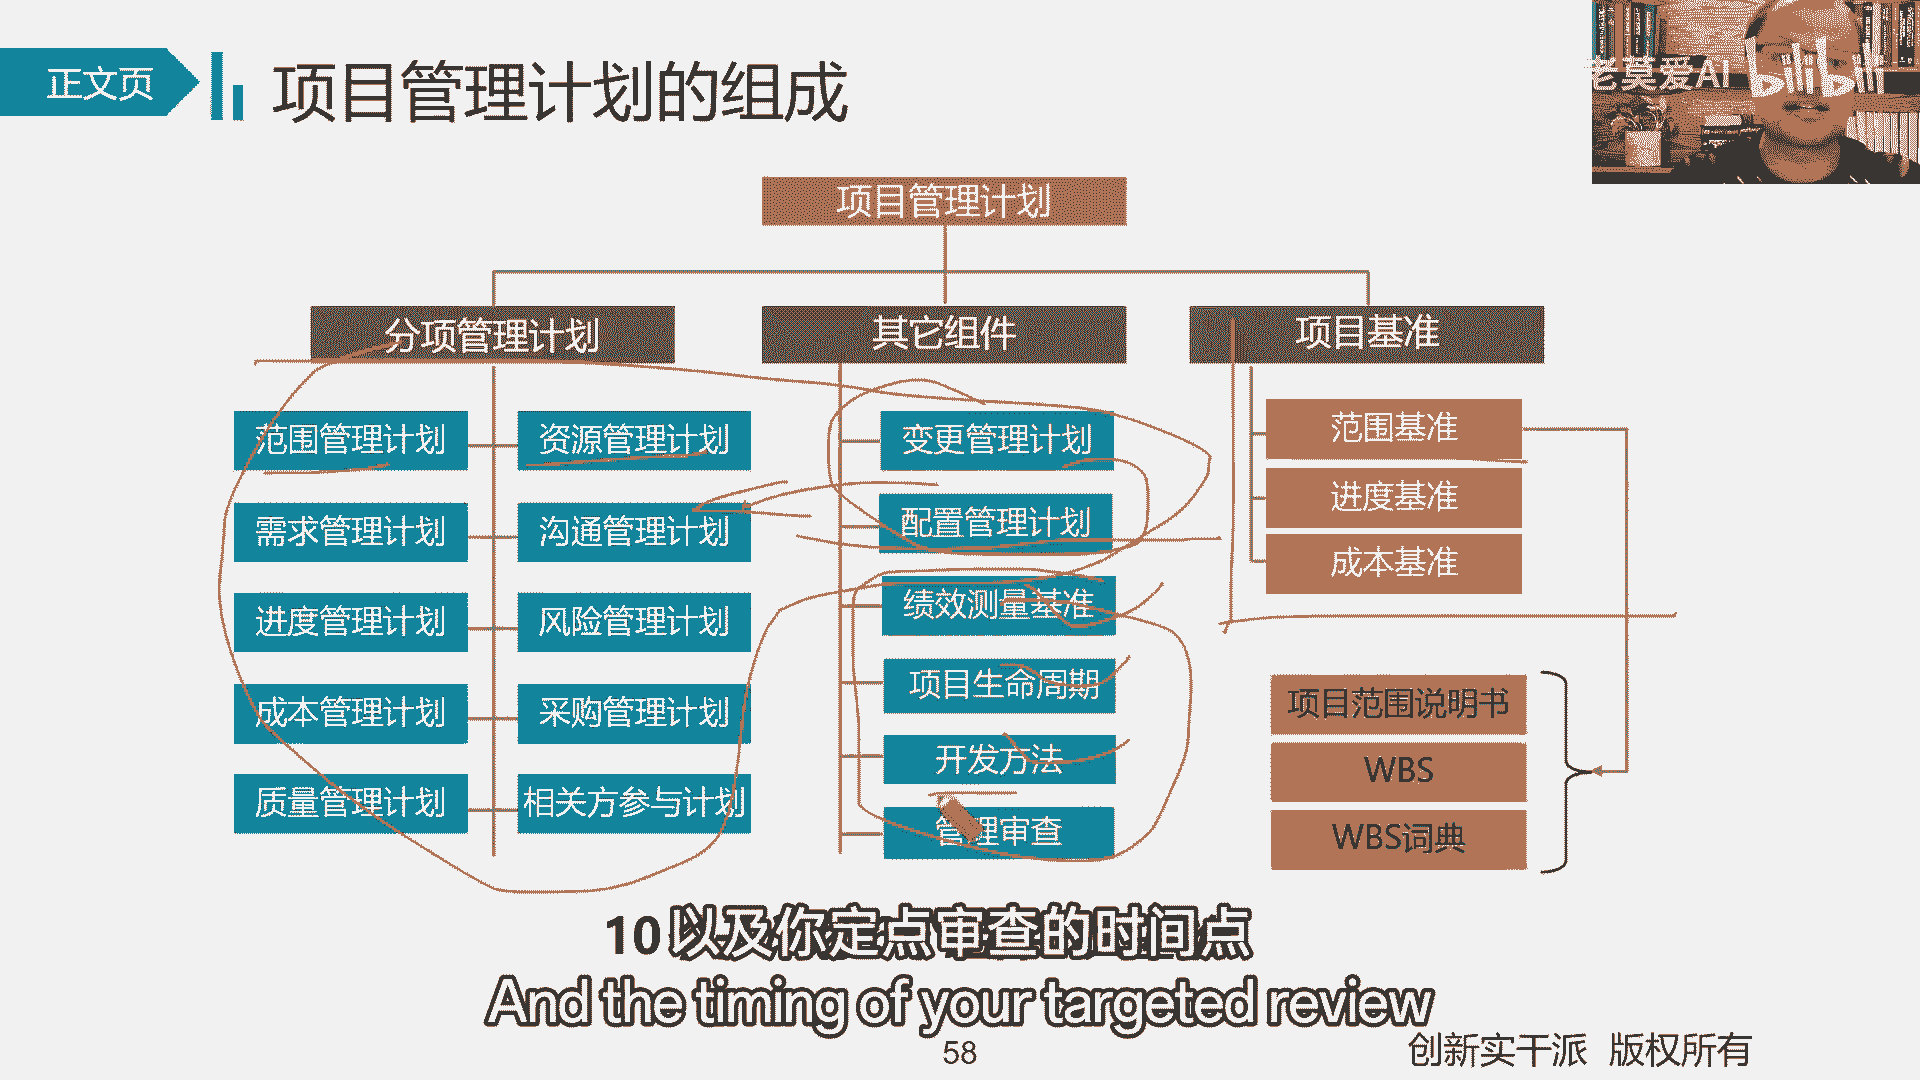 正文页
项目管理计划的组成
老莫爱AI
bilibili
项目管理计划
分项管理计划
其它组件
项目基准
范围管理计划
资源管理计划
需求管理计划
沟通管理计划
进度管理计划
风险管理计划
成本管理计划
采购管理计划
质量管理计划
相关方参与计划
变更管理计划
配置管理计划
绩效测量基准
项目生命周期
开发方法
管理审查
范围基准
进度基准
成本基准
项目范围说明书
WBS
WBS词典
10以及你定点审查的时间点
And the timing of your targeted review
58
创新实干派 版权所有